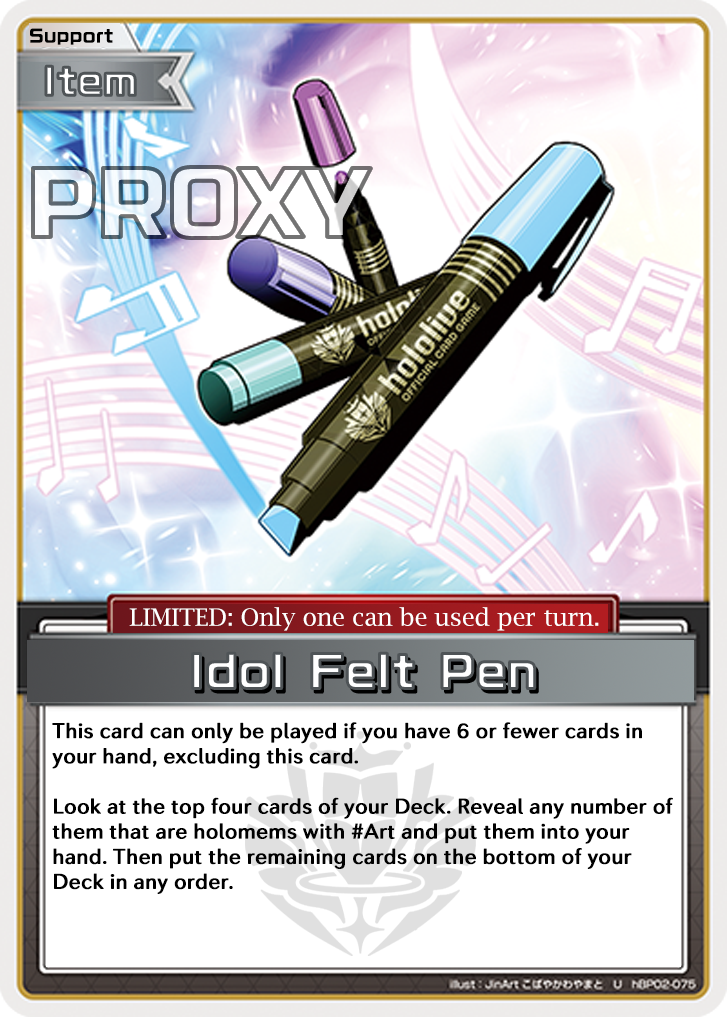 Support
Item
PROXY
hololive
OFFICIAL CARD GAME
LIMITED: Only one can be used per turn.
Idol Felt Pen
This card can only be played if you have 6 or fewer cards in
your hand, excluding this card.
Look at the top four cards of your Deck. Reveal any number of
them that are holomems with #Art and put them into your
hand. Then put the remaining cards on the bottom of your
Deck in any order.
illust : JinArt こばやかわやまと U hBP02-075